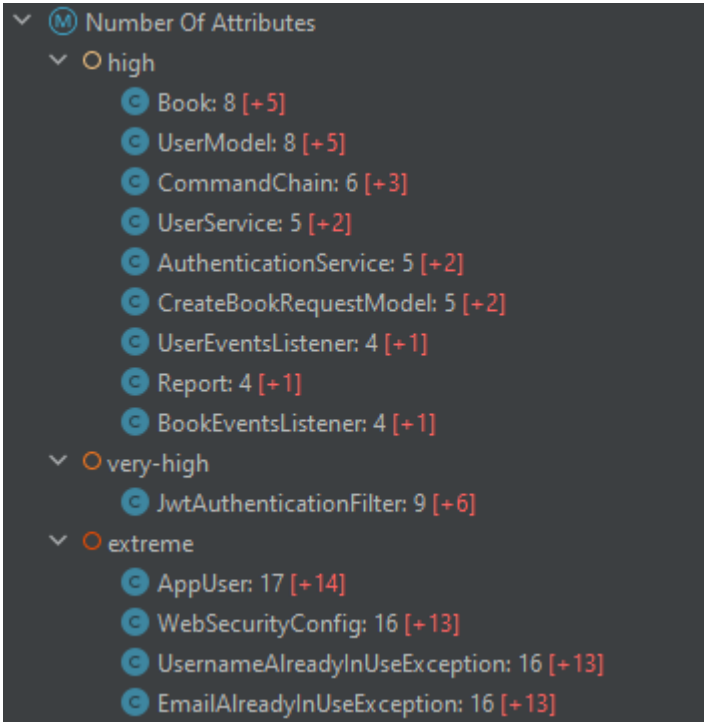 M Number Of Attributes
high
C Book: 8 [+5]
C UserModel: 8 [+5]
C CommandChain: 6 [+3]
C UserService: 5 [+2]
C AuthenticationService: 5 [+2]
C CreateBookRequestModel: 5 [+2]
C UserEventsListener: 4 [+1]
C Report: 4 [+1]
C BookEventsListener: 4 [+1]
very-high
C JwtAuthenticationFilter: 9 [+6]
extreme
C AppUser: 17 [+14]
C WebSecurityConfig: 16 [+13]
C UsernameAlreadyInUseException: 16 [+13]
C EmailAlreadyInUseException: 16 [+13]